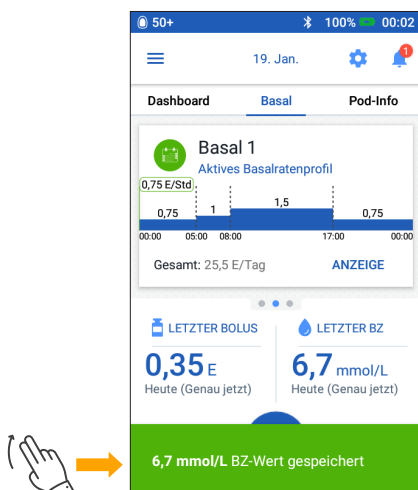 50+ 100% 00:02
19. Jan. 1
Dashboard Basal Pod-Info
Basal 1
Aktives Basalratenprofil
0,75 E/Std
0,75 1 1,5 0,75
00:00 05:00 08:00 17:00 00:00
Gesamt: 25,5 E/Tag ANZEIGE
LETZTER BOLUS LETZTER BZ
0,35 E 6,7 mmol/L
Heute (Genau jetzt) Heute (Genau jetzt)
6,7 mmol/L BZ-Wert gespeichert